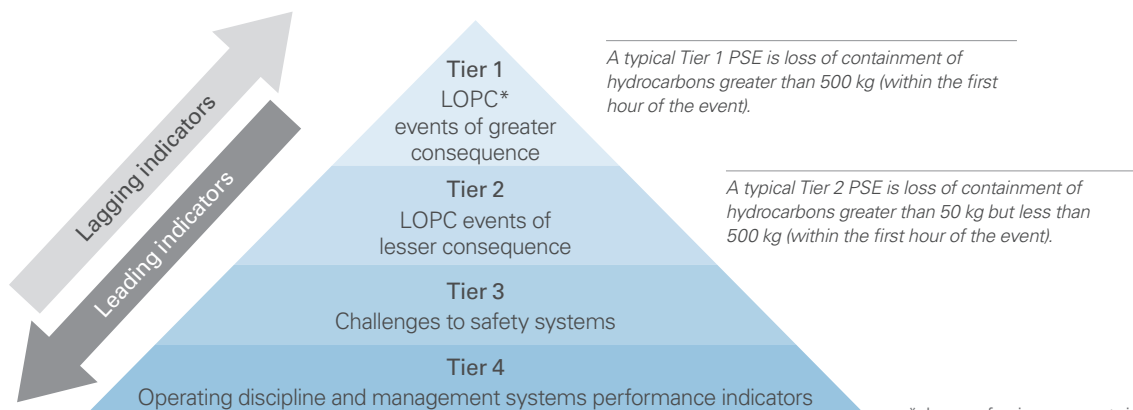 Lagging indicators
Leading indicators
Tier 1
LOPC*
events of greater
consequence
A typical Tier 1 PSE is loss of containment of
hydrocarbons greater than 500 kg (within the first
hour of the event).
Tier 2
LOPC events of
lesser consequence
A typical Tier 2 PSE is loss of containment of
hydrocarbons greater than 50 kg but less than
500 kg (within the first hour of the event).
Tier 3
Challenges to safety systems
Tier 4
Operating discipline and management systems performance indicators